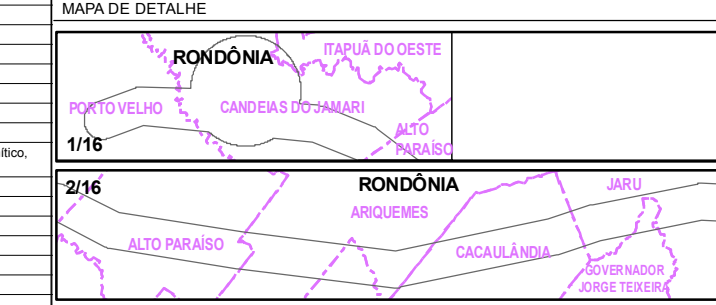 MAPA DE DETALHE
RONDÔNIA
ITAPUÃ DO OESTE
PORTO VELHO
CANDEIAS DO JAMARI
ALTO
PARAÍSO
1/16
ítico,
2/16
RONDÔNIA
JARU
ARIQUEMES
ALTO PARAÍSO
CACAULÂNDIA
GOVERNADOR
JORGE TEIXEIRA